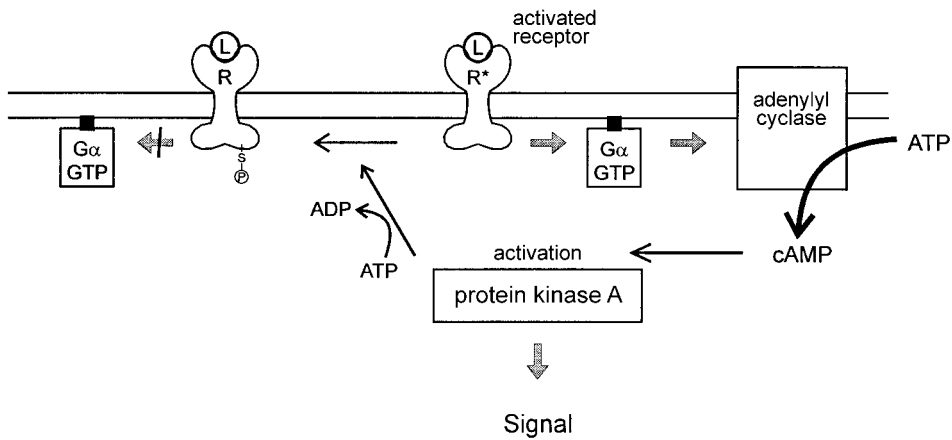 activated
receptor
L
R
L
R*
adenylyl
cyclase
Gα
GTP
S
P
Gα
GTP
ATP
ADP
ATP
activation
cAMP
protein kinase A
Signal